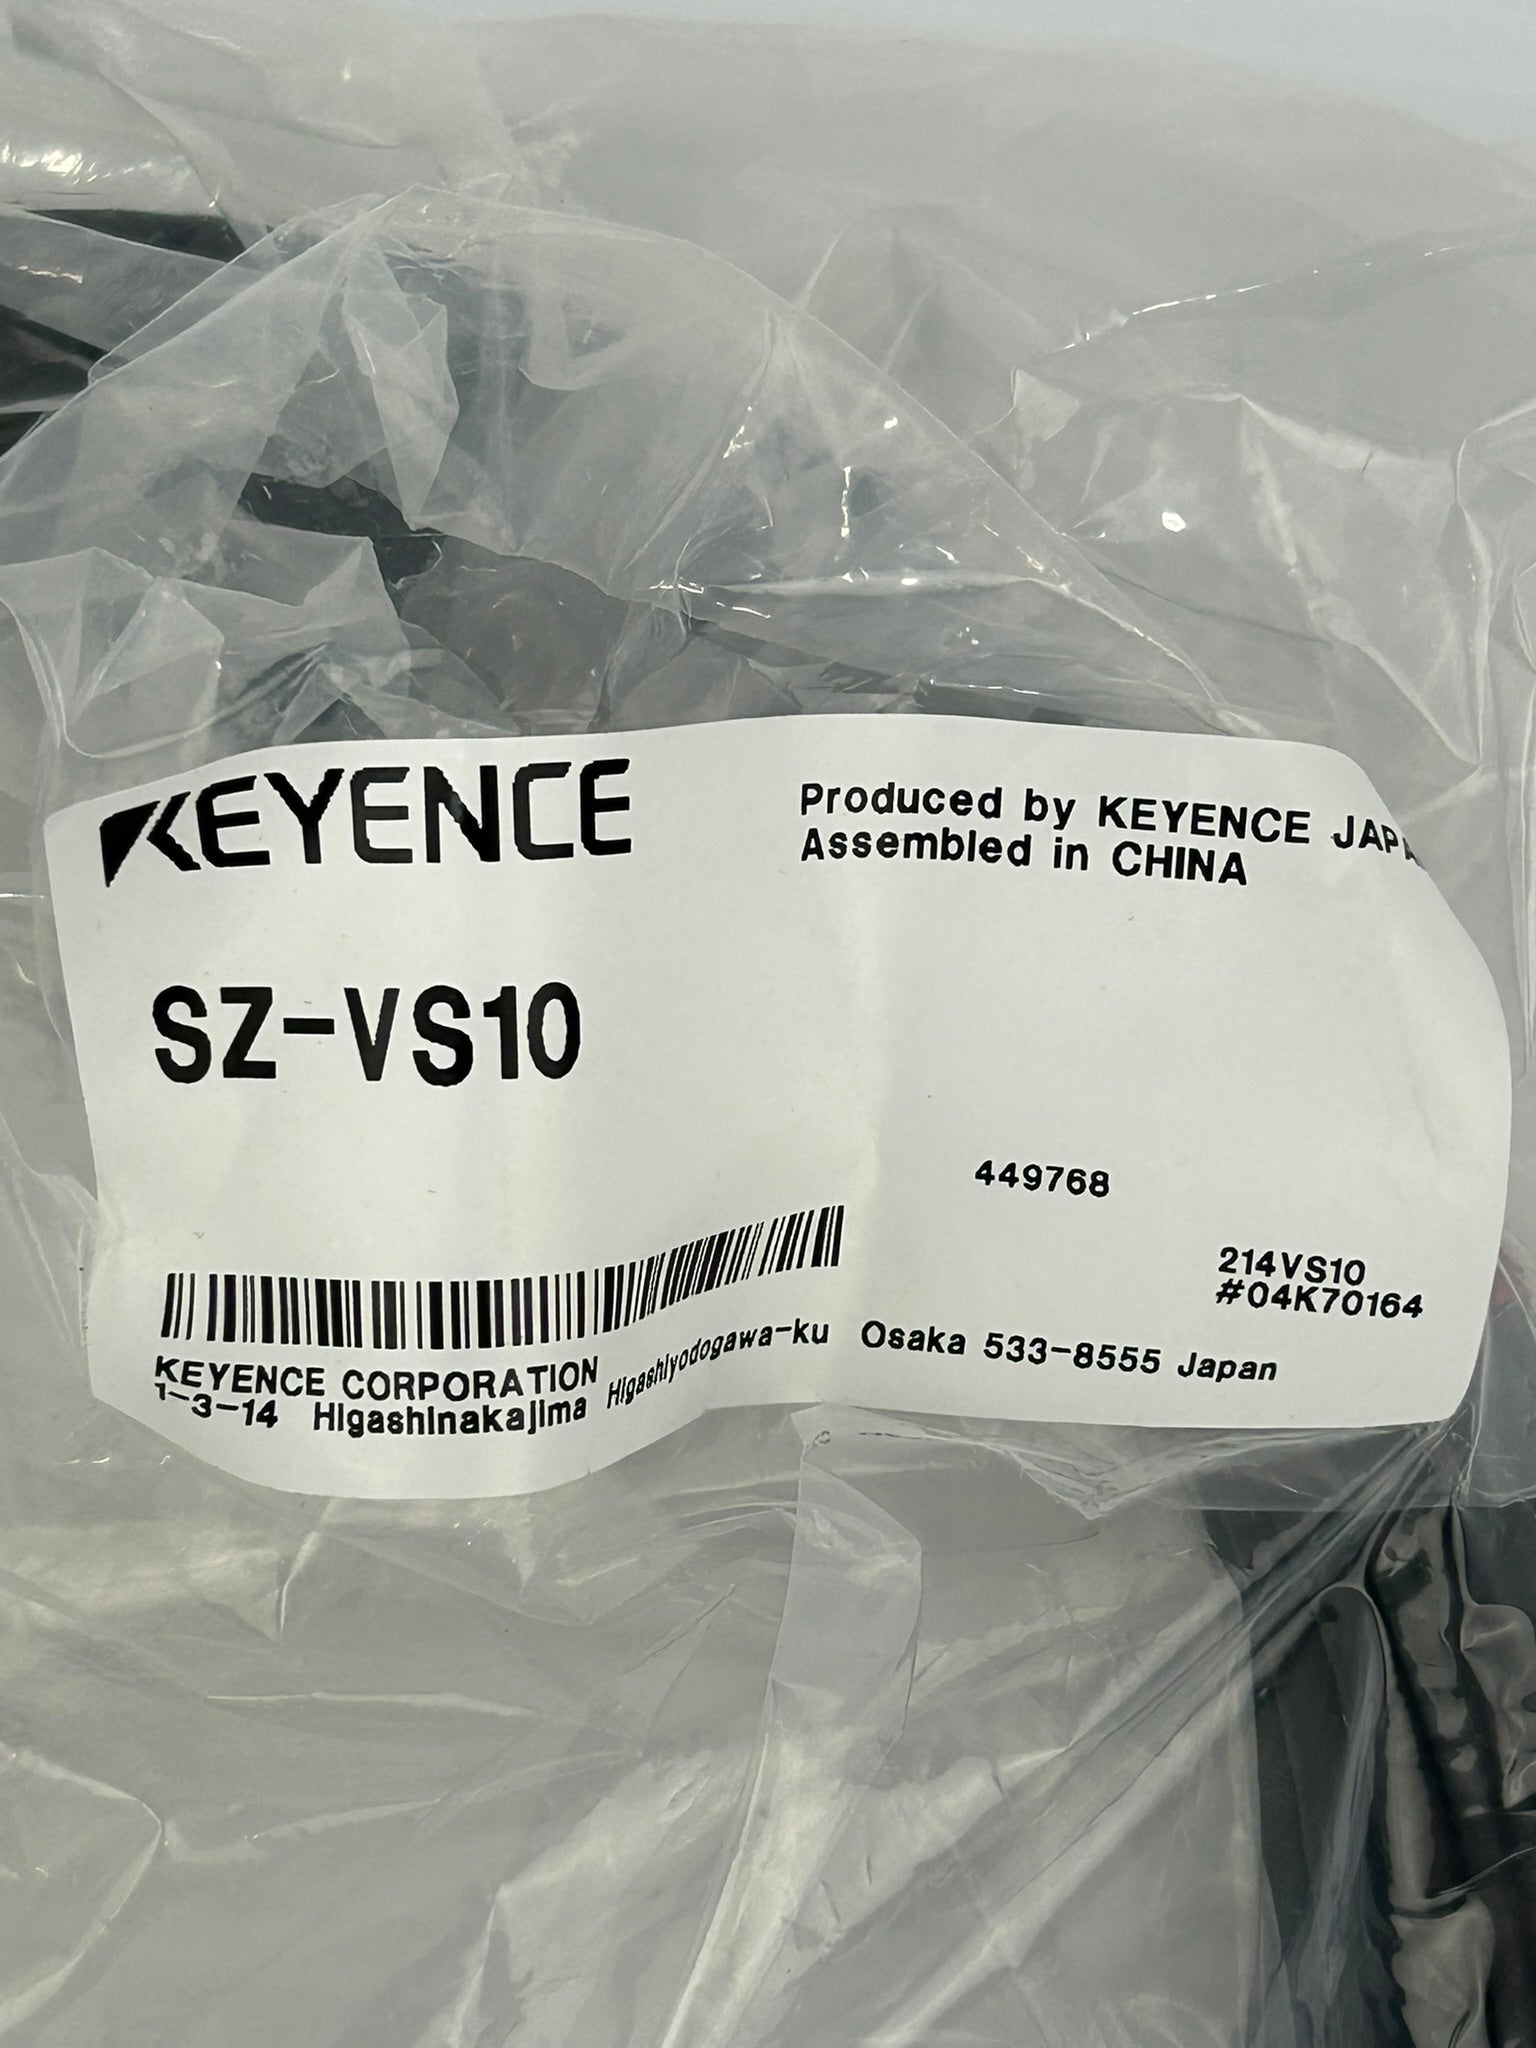 KEYENCE
Produced by KEYENCE JAPA
Assembled in CHINA
SZ-VS10
449768
214VS10
#04K70164
KEYENCE CORPORATION
1-3-14 Higashinakajima Higashiyodogawa-ku Osaka 533-8555 Japan